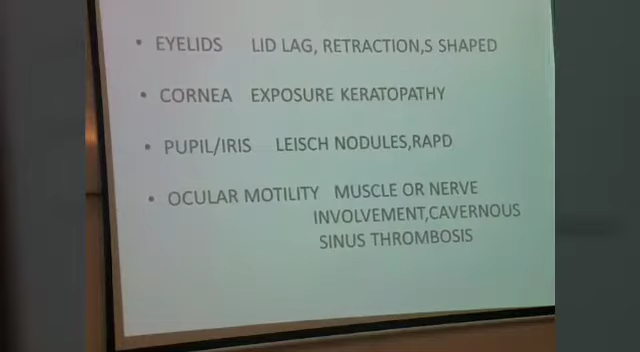 • EYELIDS LID LAG, RETRACTION,S SHAPED
• CORNEA EXPOSURE KERATOPATHY
• PUPIL/IRIS LEISCH NODULES,RAPD
• OCULAR MOTILITY MUSCLE OR NERVE
INVOLVEMENT,CAVERNOUS
SINUS THROMBOSIS